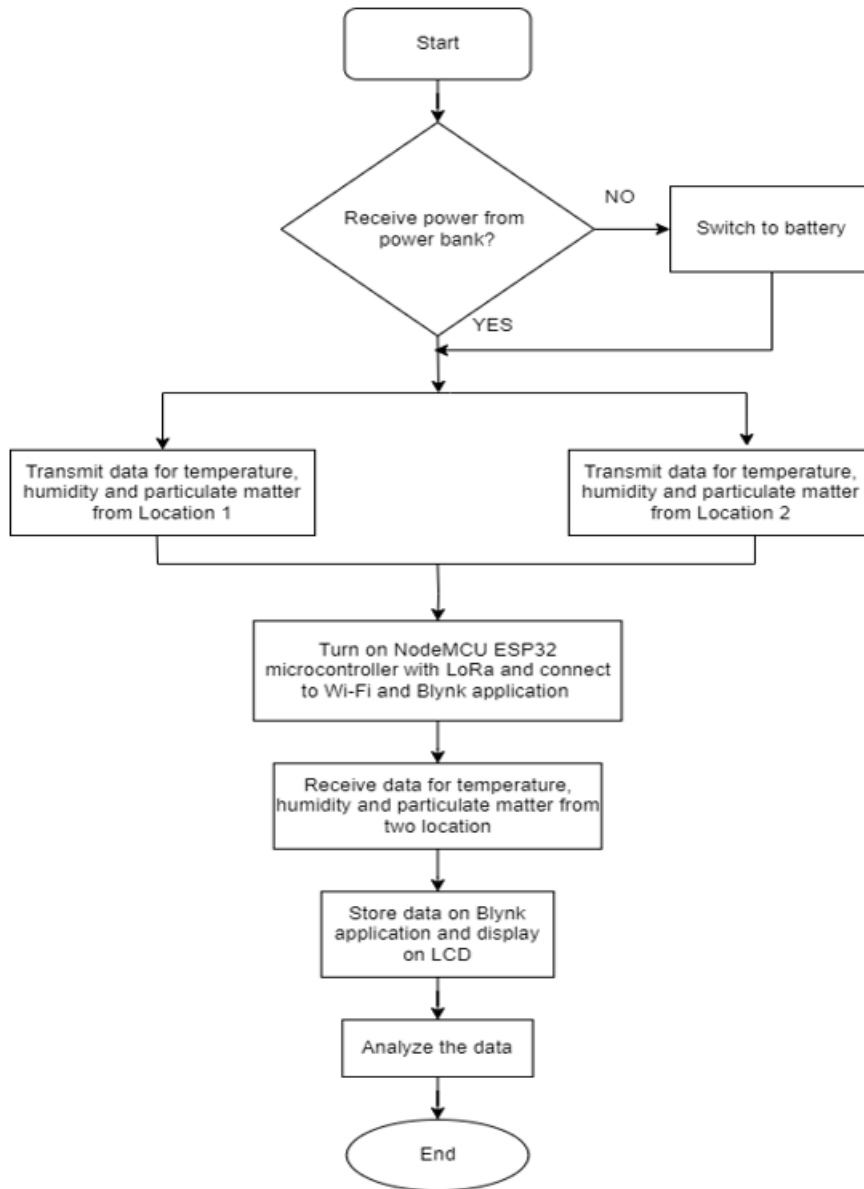 Start
Receive power from
power bank?
NO
Switch to battery
YES
Transmit data for temperature,
humidity and particulate matter
from Location 1
Transmit data for temperature,
humidity and particulate matter
from Location 2
Turn on NodeMCU ESP32
microcontroller with LoRa and connect
to Wi-Fi and Blynk application
Receive data for temperature,
humidity and particulate matter from
two location
Store data on Blynk
application and display
on LCD
Analyze the data
End